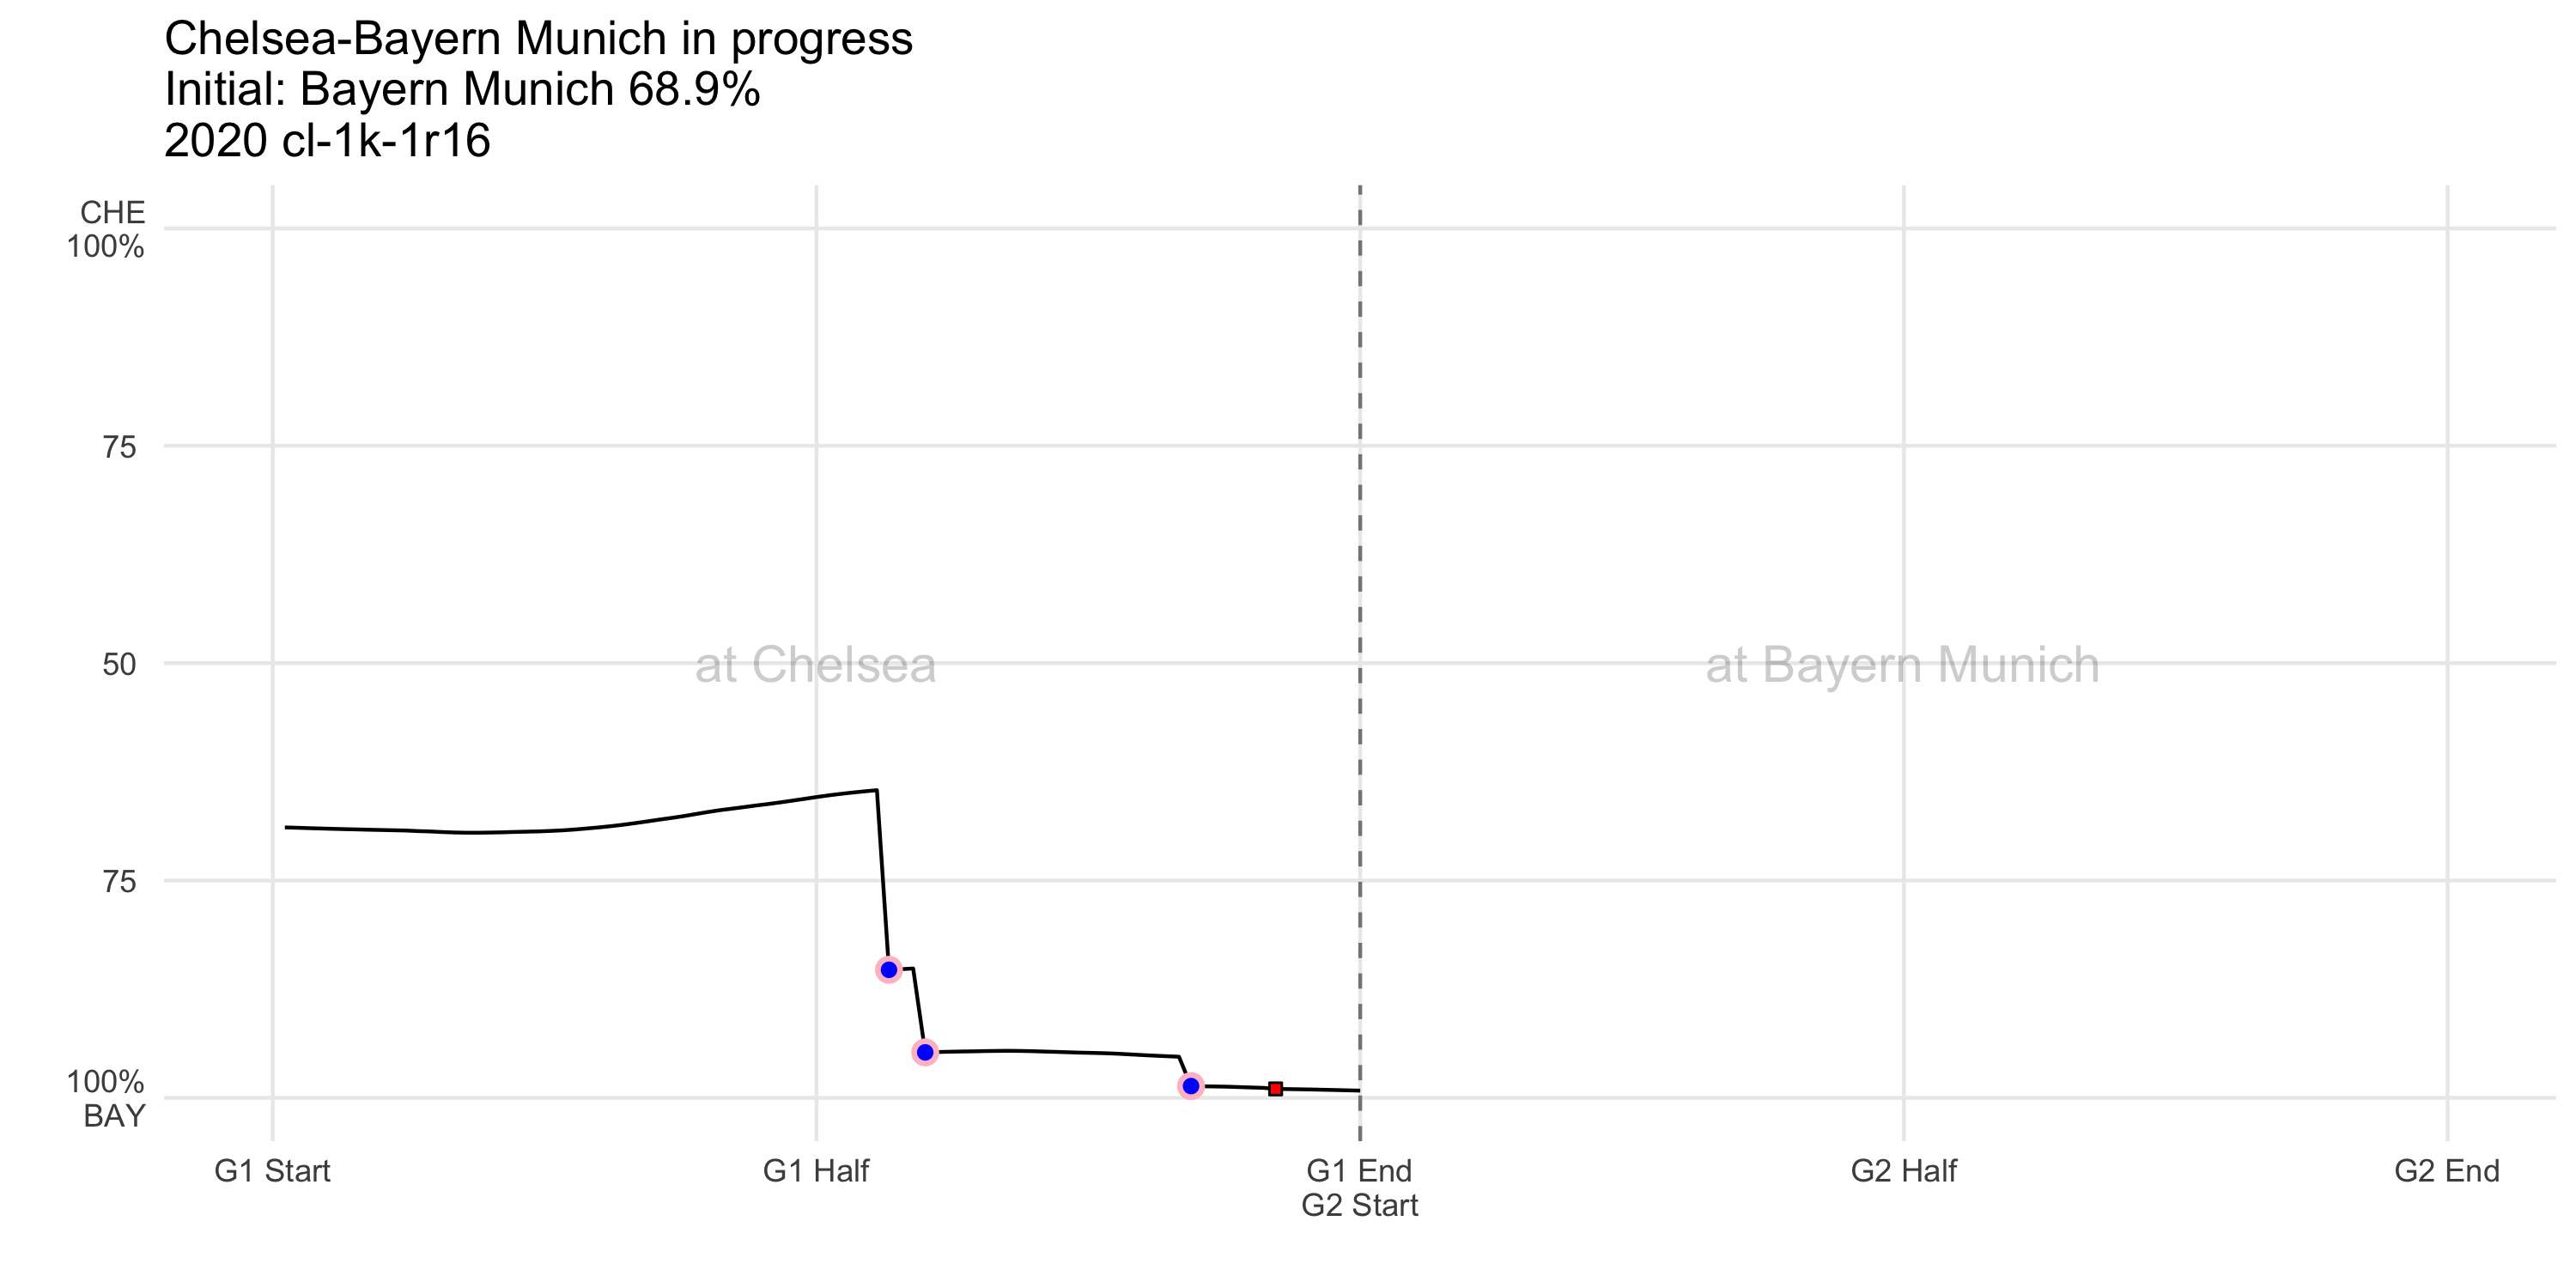 Chelsea-Bayern Munich in progress
Initial: Bayern Munich 68.9%
2020 cl-1k-1r16
CHE
100%
75
50
at Chelsea
at Bayern Munich
75
100%
BAY
G1 Start
G1 Half
G1 End
G2 Start
G2 Half
G2 End